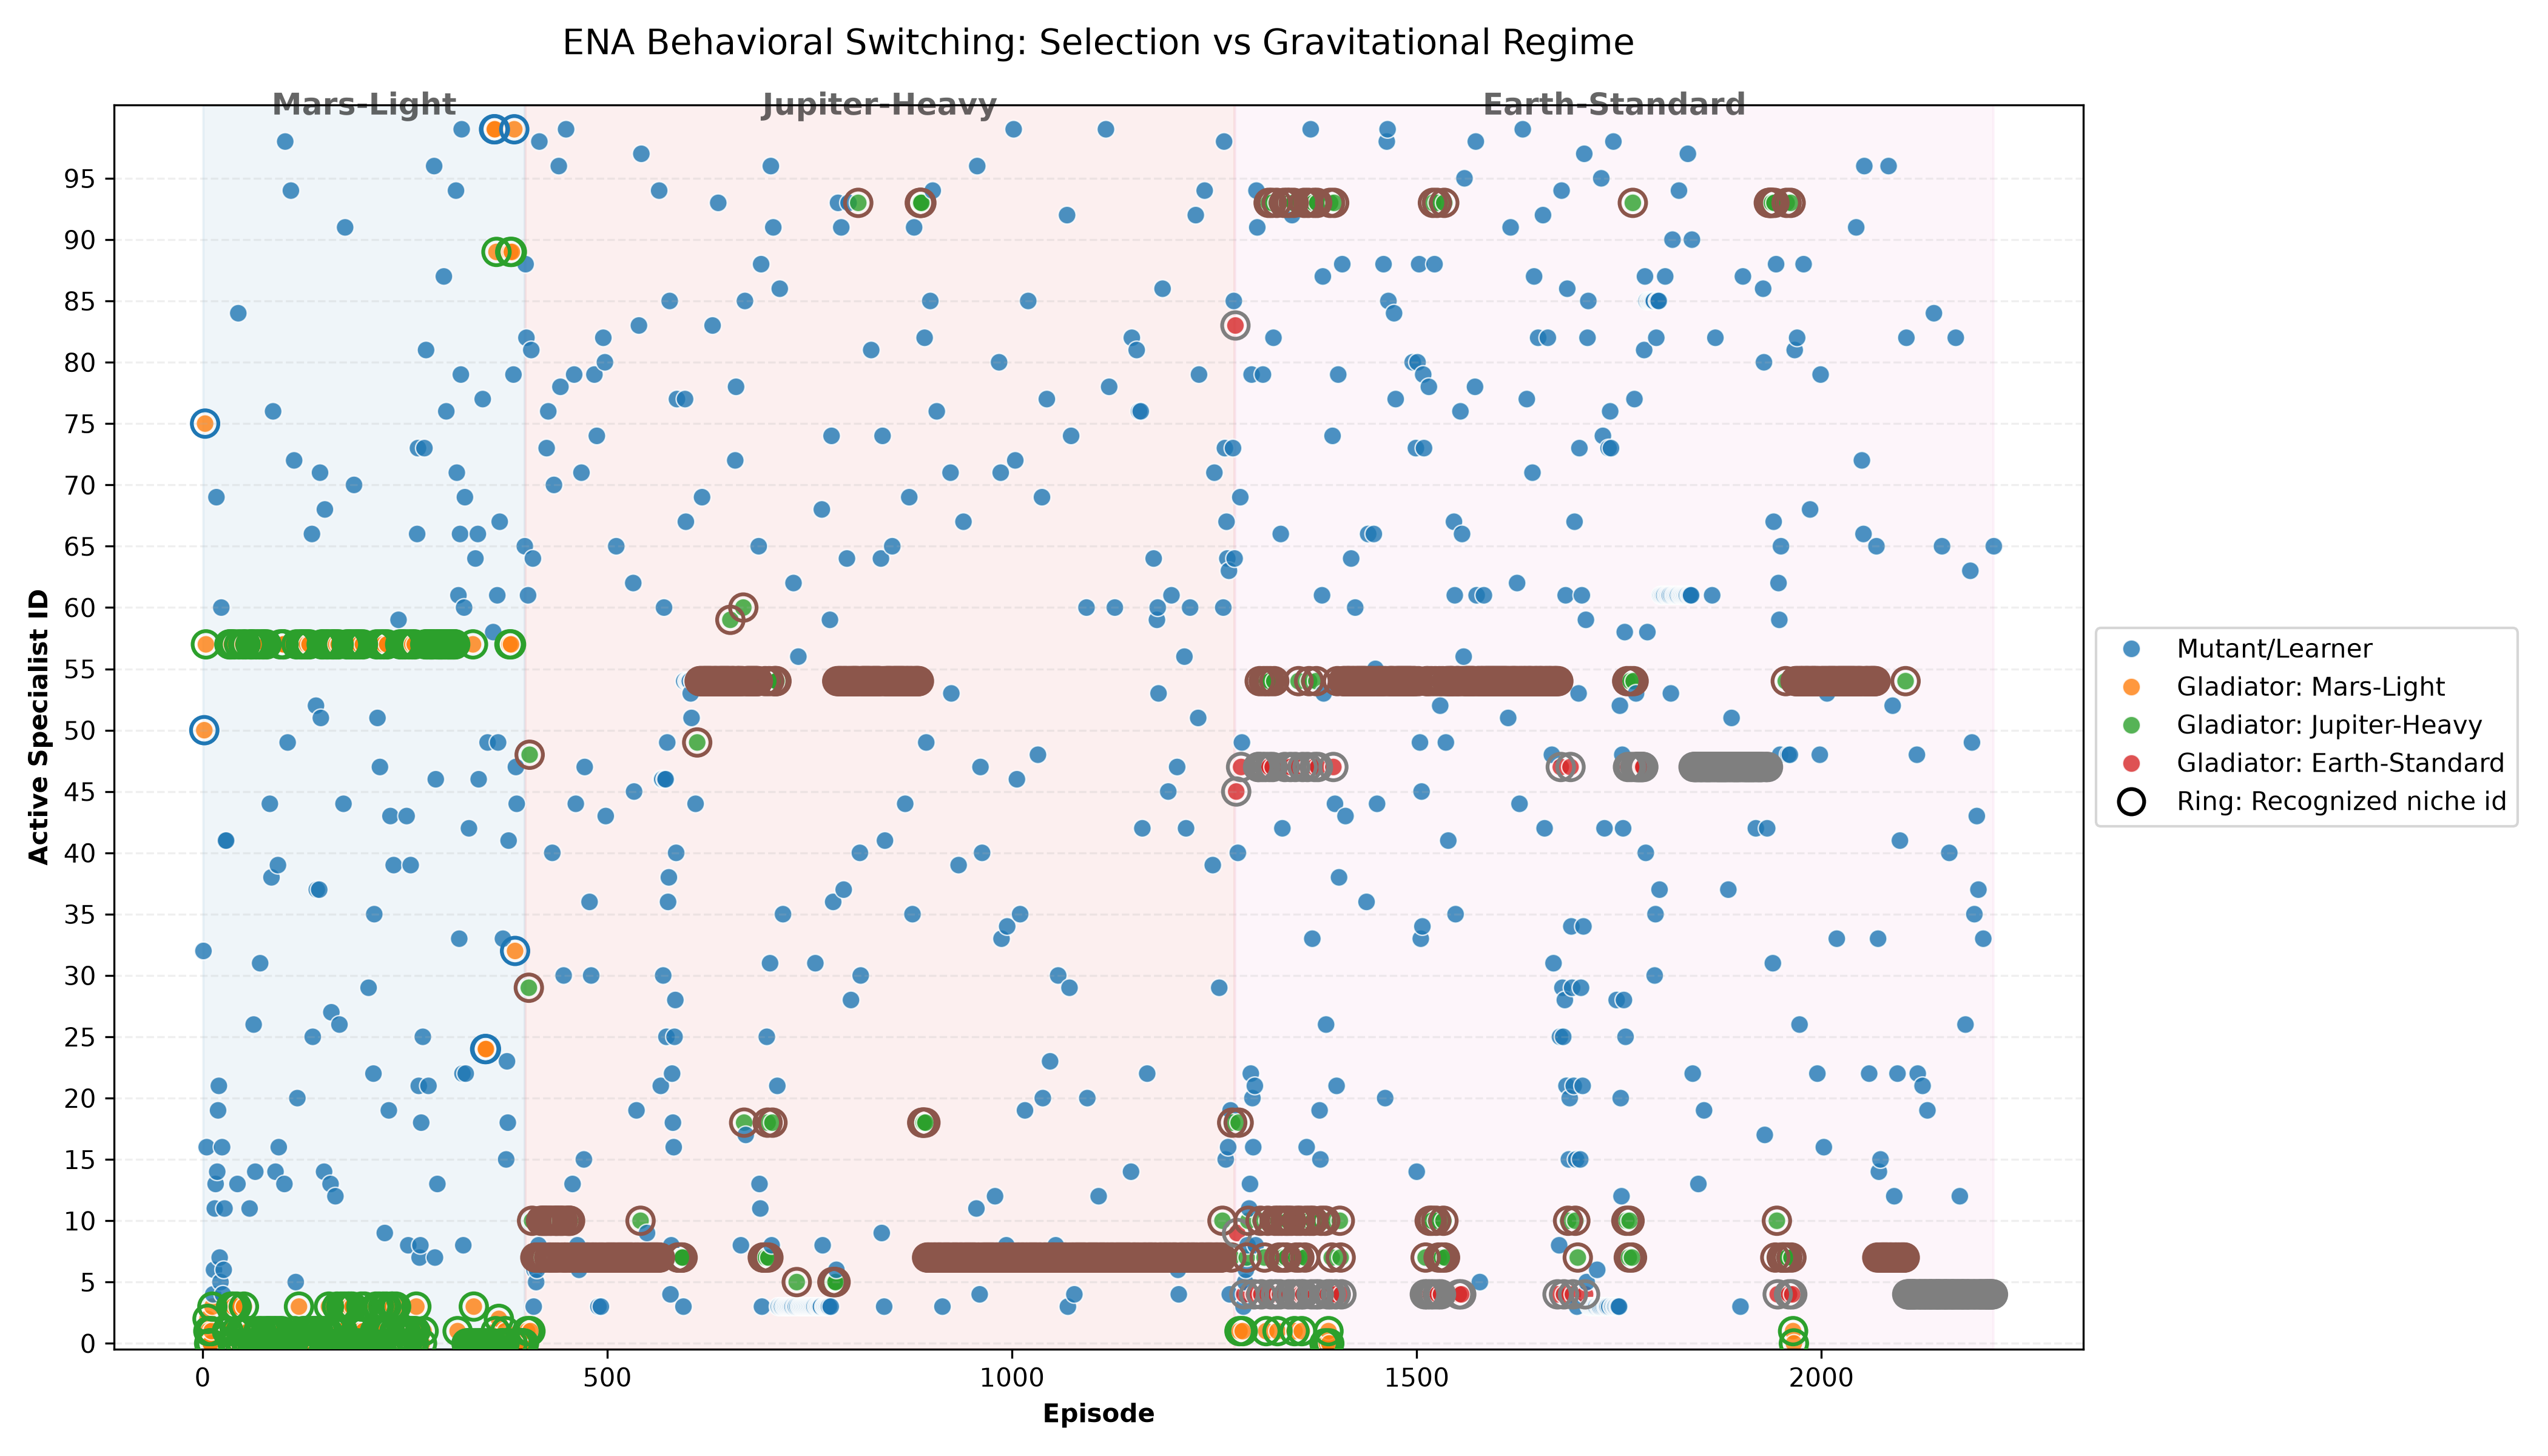 ENA Behavioral Switching: Selection vs Gravitational Regime
Mars-Light
Jupiter-Heavy
Earth-Standard
95
90
85
80
75
70
65
60
55
50
45
40
35
30
25
20
15
10
5
0
Active Specialist ID
0
500
1000
1500
2000
Episode
Mutant/Learner
Gladiator: Mars-Light
Gladiator: Jupiter-Heavy
Gladiator: Earth-Standard
Ring: Recognized niche id